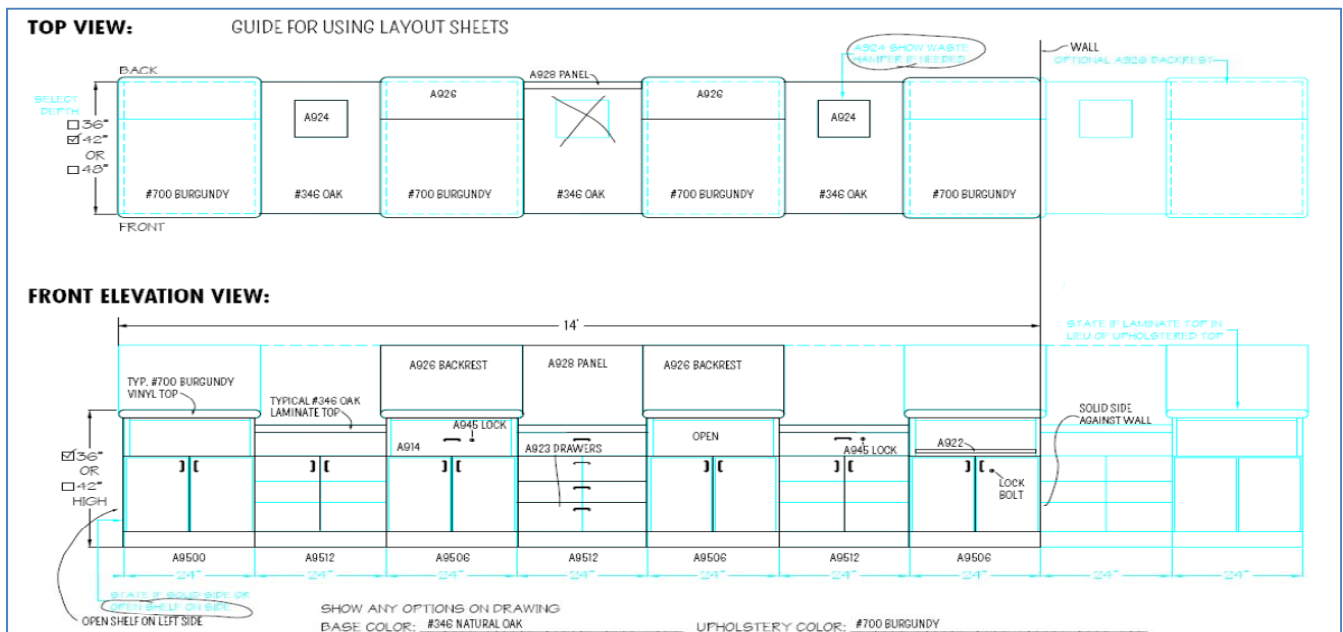 TOP VIEW:
GUIDE FOR USING LAYOUT SHEETS
A924 SHOW WASTE
HAMPER IF NEEDED
WALL
OPTIONAL A926 BACKREST
BACK
A928 PANEL
SELECT
DEPTH
□ 36"
☑ 42"
OR
□ 48"
A924
A926
A926
A924
#700 BURGUNDY
#346 OAK
#700 BURGUNDY
#346 OAK
#700 BURGUNDY
#346 OAK
#700 BURGUNDY
FRONT
FRONT ELEVATION VIEW:
14'
STATE IF LAMINATE TOP IN
LIEU OF UPHOLSTERED TOP
A926 BACKREST
A928 PANEL
A926 BACKREST
TYP. #700 BURGUNDY
VINYL TOP
TYPICAL #346 OAK
LAMINATE TOP
SOLID SIDE
AGAINST WALL
A945 LOCK
A914
A923 DRAWERS
OPEN
A945 LOCK
A922
☑ 36"
OR
□ 42"
HIGH
LOCK
BOLT
A9500
A9512
A9506
A9512
A9506
A9512
A9506
24"
24"
24"
24"
24"
24"
24"
24"
24"
STATE IF SOLID SIDE OR
OPEN SHELF ON SIDE
OPEN SHELF ON LEFT SIDE
SHOW ANY OPTIONS ON DRAWING
BASE COLOR: #346 NATURAL OAK
UPHOLSTERY COLOR: #700 BURGUNDY